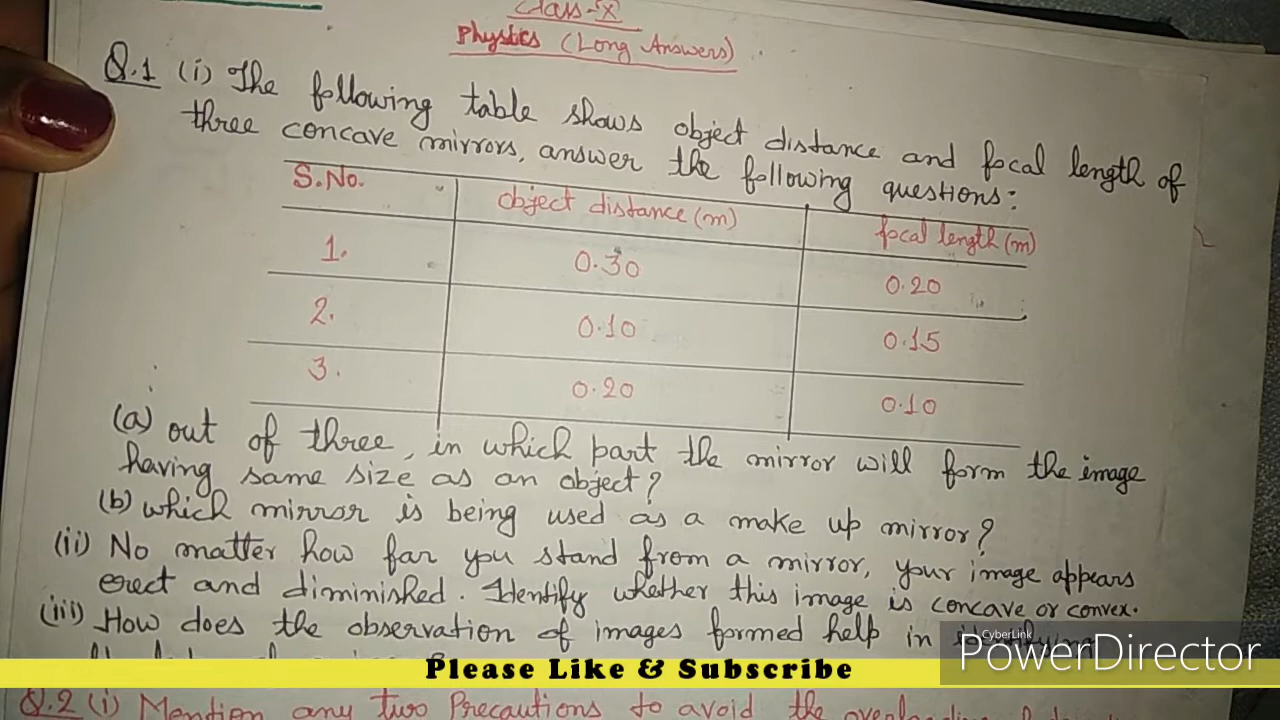 Class-X
Physics (Long Answers)
Q.1 (i) The following table shows object distance and focal length of
three concave mirrors, answer the following questions:
S.No. object distance (m) focal length (m)
1. 0.30 0.20
2. 0.10 0.15
3. 0.20 0.10
(a) out of three, in which part the mirror will form the image
having same size as an object?
(b) which mirror is being used as a make up mirror?
(ii) No matter how far you stand from a mirror, your image appears
erect and diminished. Identify whether this image is concave or convex.
(iii) How does the observation of images formed help in identifying
CyberLink
PowerDirector
Please Like & Subscribe
Q.2 (i) Mention any two Precautions to avoid the overloading